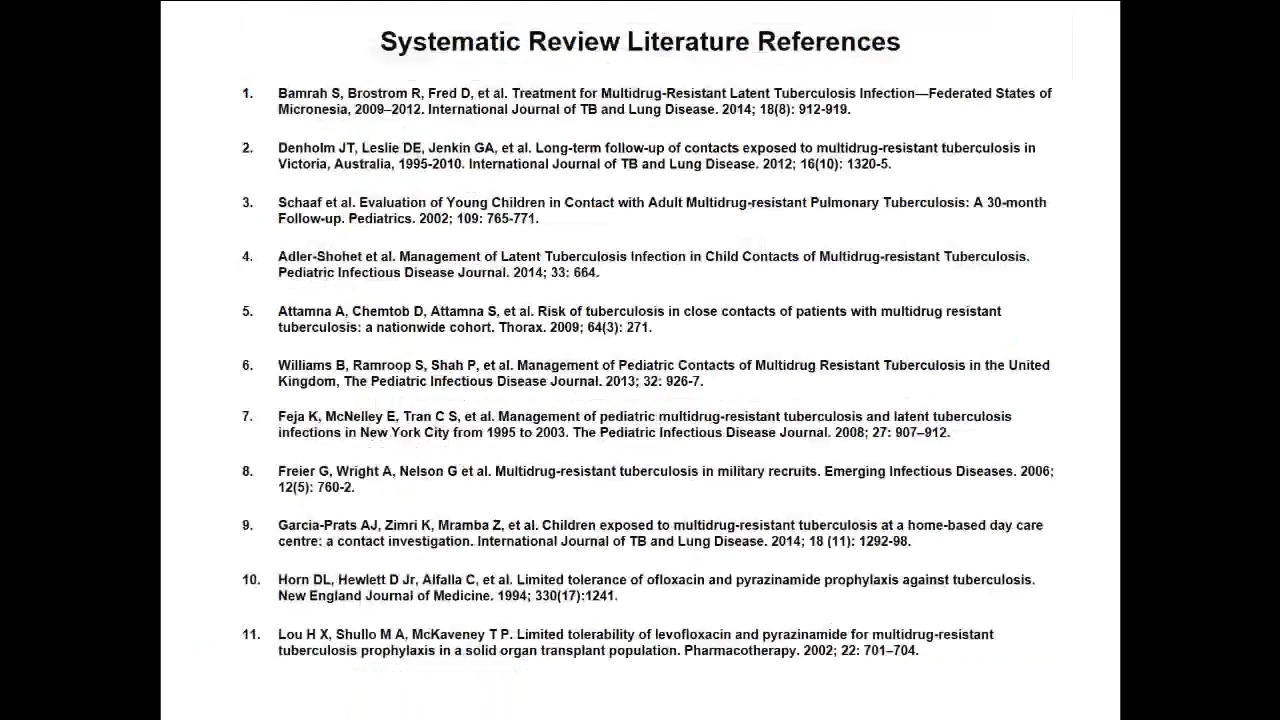 Systematic Review Literature References
1. Bamrah S, Brostrom R, Fred D, et al. Treatment for Multidrug-Resistant Latent Tuberculosis Infection—Federated States of
Micronesia, 2009–2012. International Journal of TB and Lung Disease. 2014; 18(8): 912-919.
2. Denholm JT, Leslie DE, Jenkin GA, et al. Long-term follow-up of contacts exposed to multidrug-resistant tuberculosis in
Victoria, Australia, 1995-2010. International Journal of TB and Lung Disease. 2012; 16(10): 1320-5.
3. Schaaf et al. Evaluation of Young Children in Contact with Adult Multidrug-resistant Pulmonary Tuberculosis: A 30-month
Follow-up. Pediatrics. 2002; 109: 765-771.
4. Adler-Shohet et al. Management of Latent Tuberculosis Infection in Child Contacts of Multidrug-resistant Tuberculosis.
Pediatric Infectious Disease Journal. 2014; 33: 664.
5. Attamna A, Chemtob D, Attamna S, et al. Risk of tuberculosis in close contacts of patients with multidrug resistant
tuberculosis: a nationwide cohort. Thorax. 2009; 64(3): 271.
6. Williams B, Ramroop S, Shah P, et al. Management of Pediatric Contacts of Multidrug Resistant Tuberculosis in the United
Kingdom, The Pediatric Infectious Disease Journal. 2013; 32: 926-7.
7. Feja K, McNelley E, Tran C S, et al. Management of pediatric multidrug-resistant tuberculosis and latent tuberculosis
infections in New York City from 1995 to 2003. The Pediatric Infectious Disease Journal. 2008; 27: 907–912.
8. Freier G, Wright A, Nelson G et al. Multidrug-resistant tuberculosis in military recruits. Emerging Infectious Diseases. 2006;
12(5): 760-2.
9. Garcia-Prats AJ, Zimri K, Mramba Z, et al. Children exposed to multidrug-resistant tuberculosis at a home-based day care
centre: a contact investigation. International Journal of TB and Lung Disease. 2014; 18 (11): 1292-98.
10. Horn DL, Hewlett D Jr, Alfalla C, et al. Limited tolerance of ofloxacin and pyrazinamide prophylaxis against tuberculosis.
New England Journal of Medicine. 1994; 330(17):1241.
11. Lou H X, Shullo M A, McKaveney T P. Limited tolerability of levofloxacin and pyrazinamide for multidrug-resistant
tuberculosis prophylaxis in a solid organ transplant population. Pharmacotherapy. 2002; 22: 701–704.